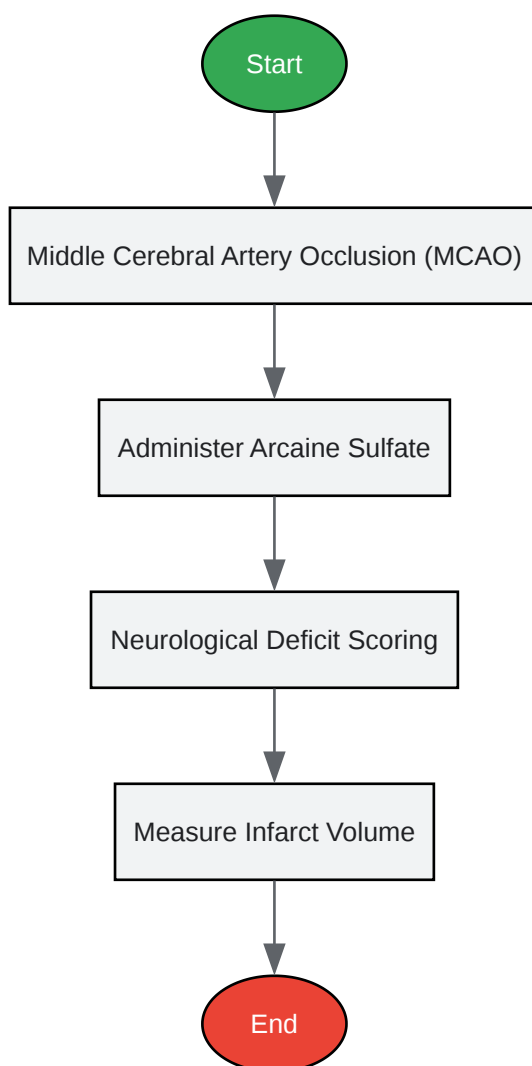 Start
Middle Cerebral Artery Occlusion (MCAO)
Administer Arcaine Sulfate
Neurological Deficit Scoring
Measure Infarct Volume
End